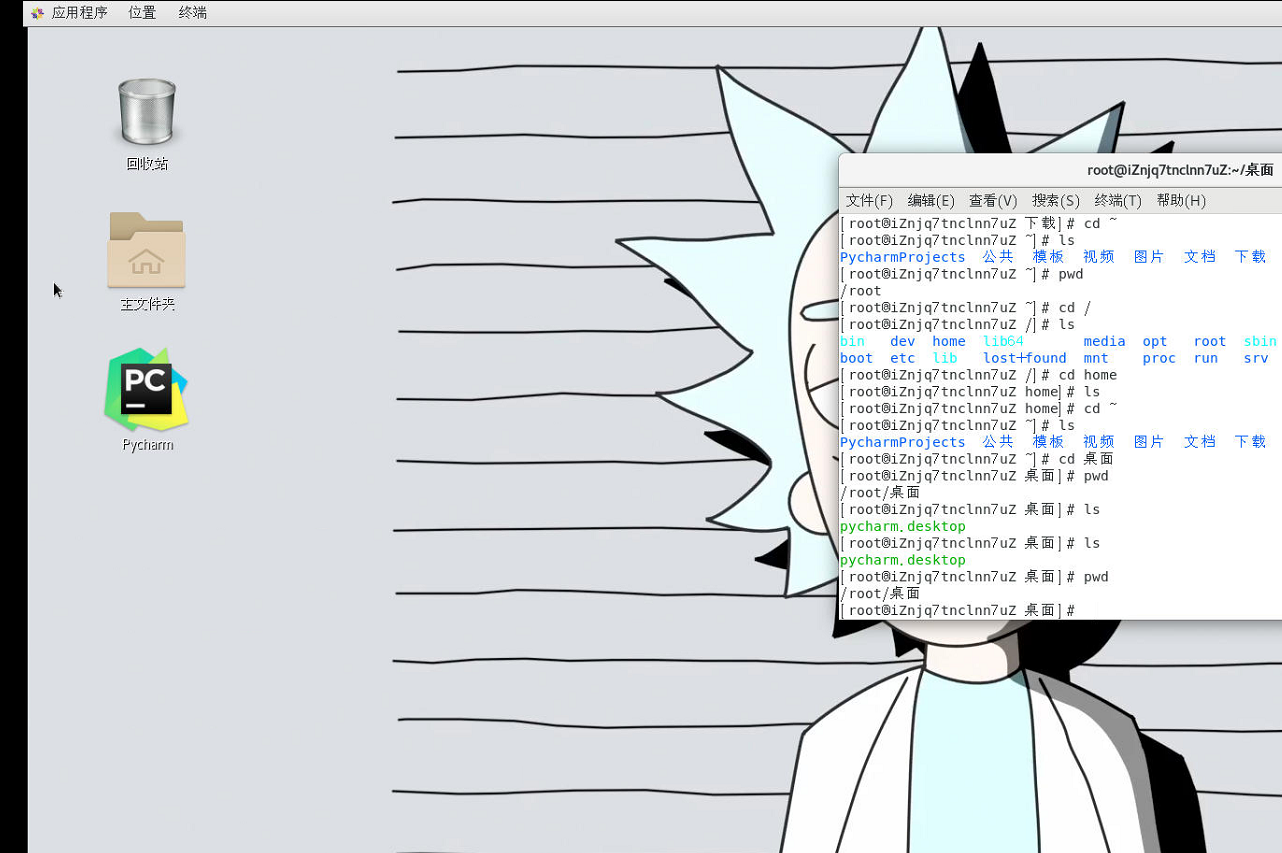 应用程序 位置 终端
回收站
主文件夹
PC
Pycharm
root@iZnjq7tnclnn7uZ:~/桌面
文件(F) 编辑(E) 查看(V) 搜索(S) 终端(T) 帮助(H)
[root@iZnjq7tnclnn7uZ 下载]# cd ~
[root@iZnjq7tnclnn7uZ ~]# ls
PycharmProjects 公共 模板 视频 图片 文档 下载
[root@iZnjq7tnclnn7uZ ~]# pwd
/root
[root@iZnjq7tnclnn7uZ ~]# cd /
[root@iZnjq7tnclnn7uZ /]# ls
bin dev home lib64 media opt root sbin
boot etc lib lost+found mnt proc run srv
[root@iZnjq7tnclnn7uZ /]# cd home
[root@iZnjq7tnclnn7uZ home]# ls
[root@iZnjq7tnclnn7uZ home]# cd ~
[root@iZnjq7tnclnn7uZ ~]# ls
PycharmProjects 公共 模板 视频 图片 文档 下载
[root@iZnjq7tnclnn7uZ ~]# cd 桌面
[root@iZnjq7tnclnn7uZ 桌面]# pwd
/root/桌面
[root@iZnjq7tnclnn7uZ 桌面]# ls
pycharm.desktop
[root@iZnjq7tnclnn7uZ 桌面]# ls
pycharm.desktop
[root@iZnjq7tnclnn7uZ 桌面]# pwd
/root/桌面
[root@iZnjq7tnclnn7uZ 桌面]#